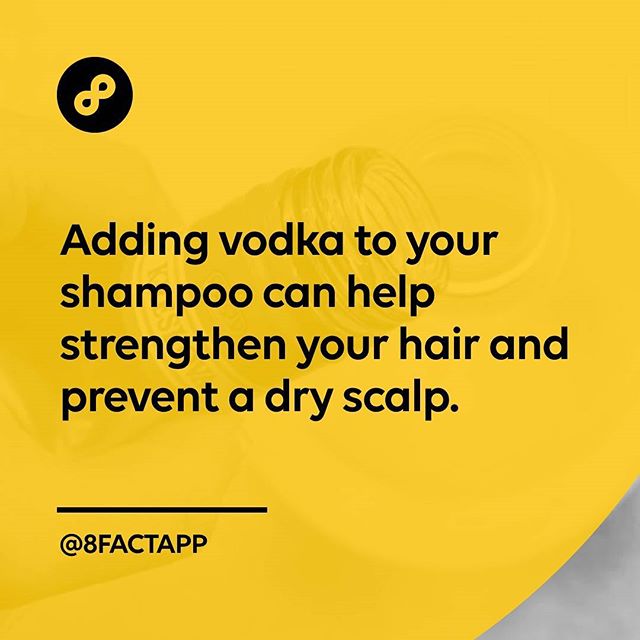 Adding vodka to your
shampoo can help
strengthen your hair and
prevent a dry scalp.
@8FACTAPP